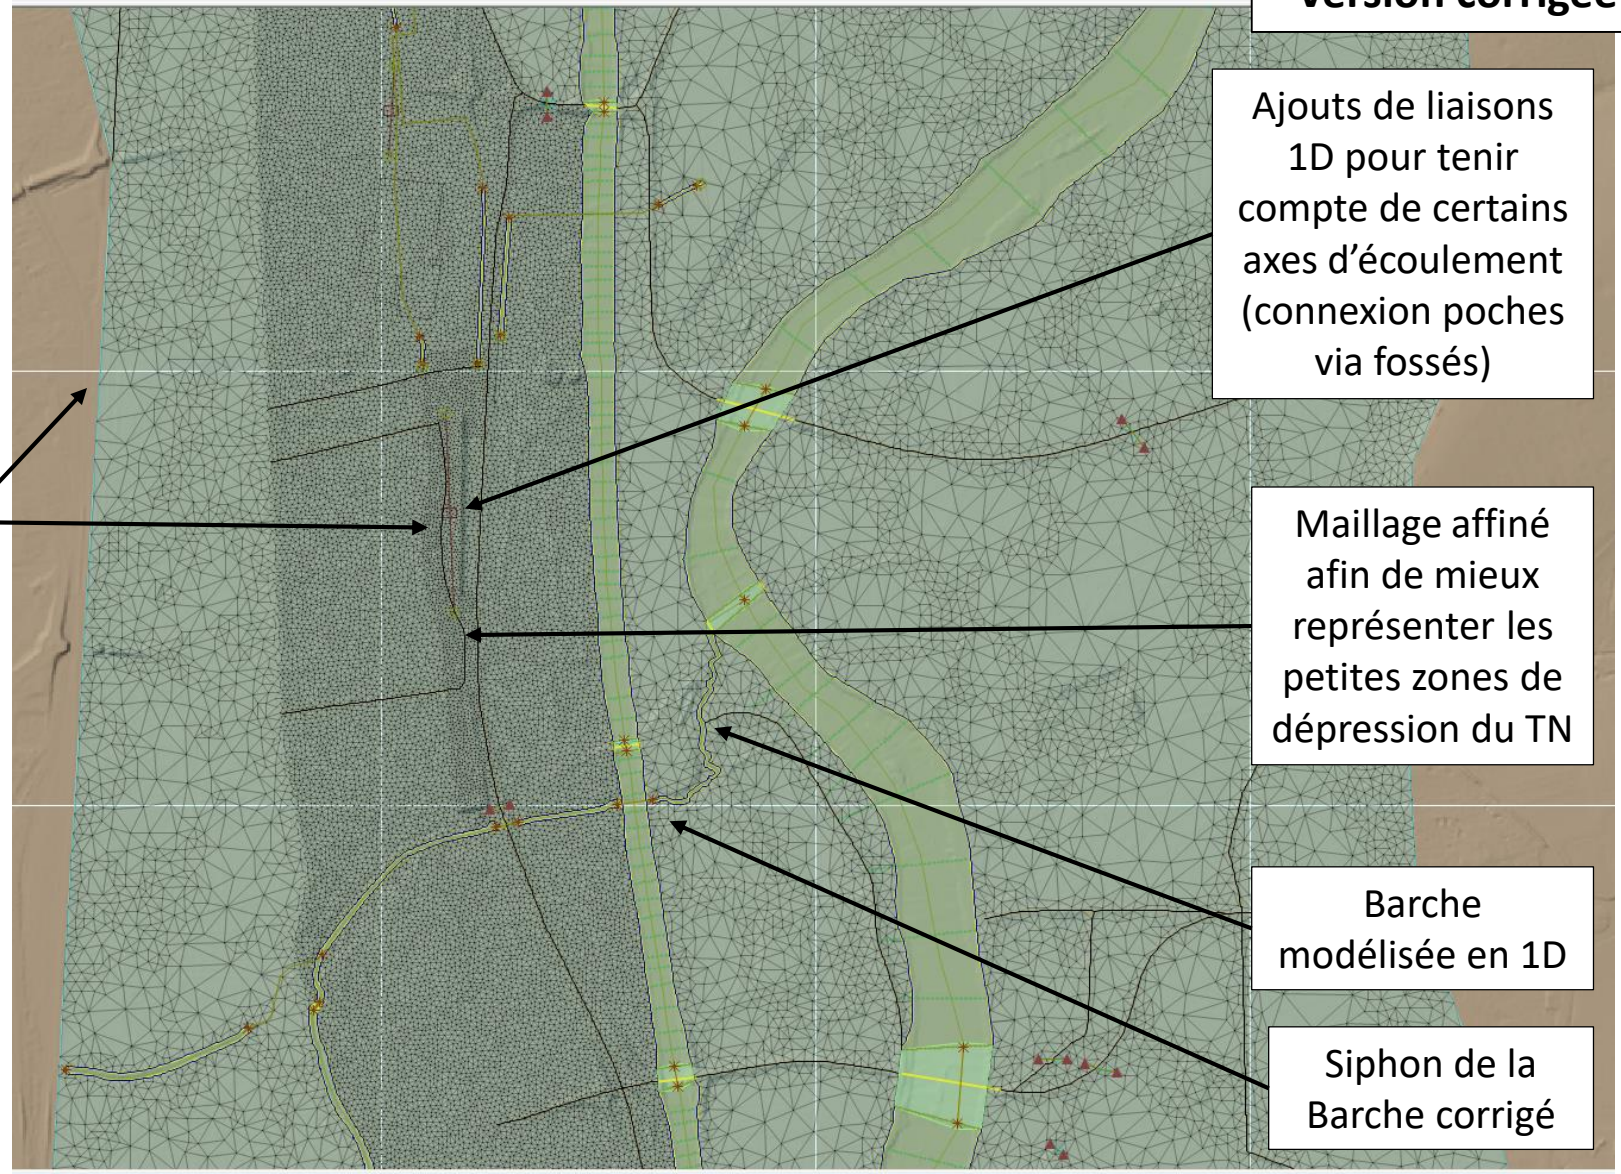 version corrigée
Ajouts de liaisons
1D pour tenir
compte de certains
axes d’écoulement
(connexion poches
via fossés)
Maillage affiné
afin de mieux
représenter les
petites zones de
dépression du TN
Barche
modélisée en 1D
Siphon de la
Barche corrigé